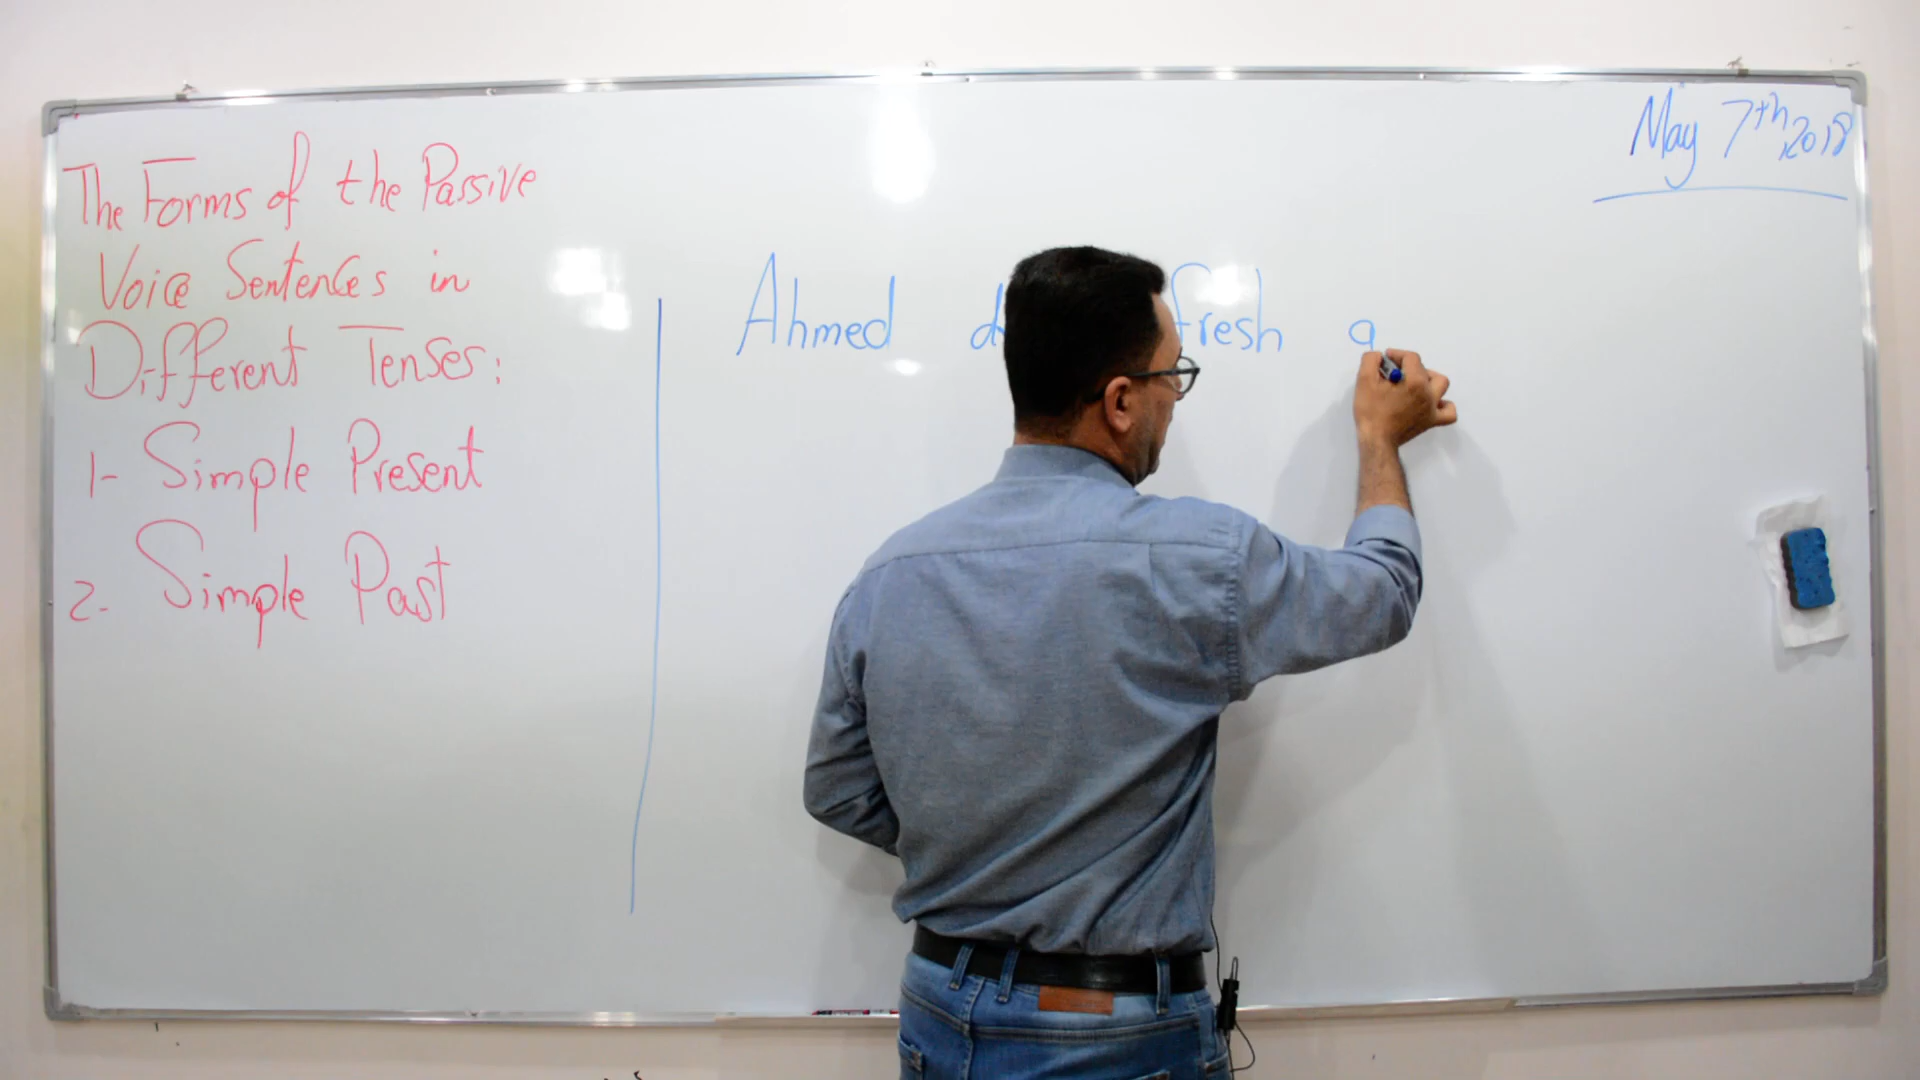 The Forms of the Passive
Voice Sentences in
Different Tenses:
1- Simple Present
2- Simple Past
May 7th, 2018
Ahmed fresh